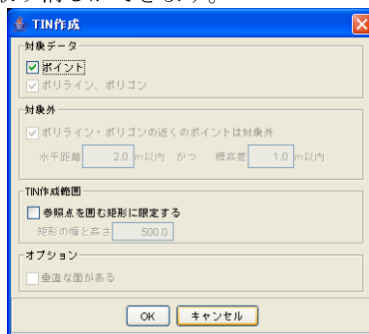 TIN作成
対象データ
ポイント
ポリライン、ポリゴン
対象外
ポリライン・ポリゴンの近くのポイントは対象外
水平距離 2.0 m以内 かつ 標高差 1.0 m以内
TIN作成範囲
参照点を囲む矩形に限定する
矩形の幅と高さ 500.0
オプション
垂直な面がある
OK キャンセル